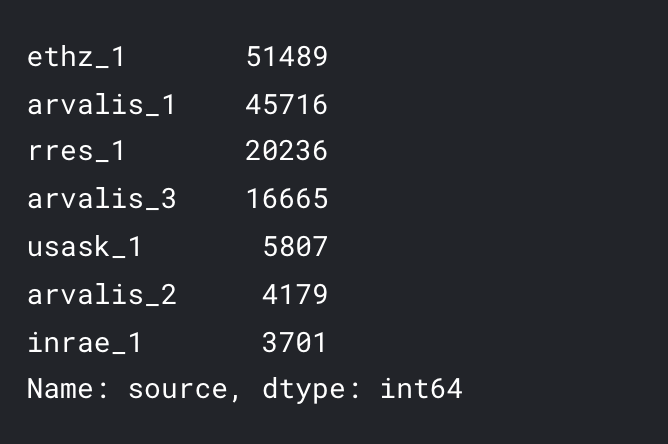 ethz_1 51489
arvalis_1 45716
rres_1 20236
arvalis_3 16665
usask_1 5807
arvalis_2 4179
inrae_1 3701
Name: source, dtype: int64